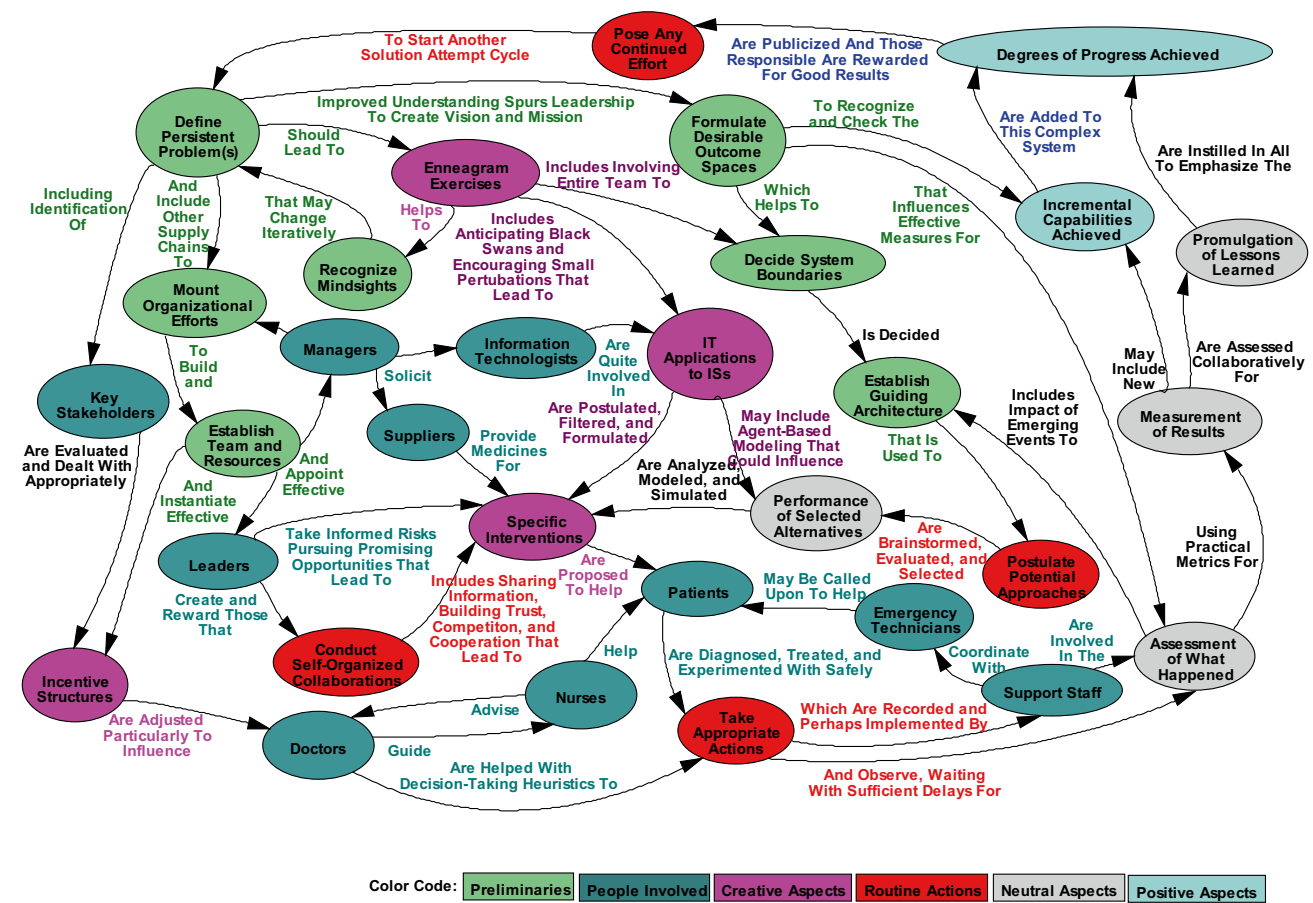 To Start Another
Solution Attempt Cycle
Pose Any
Continued
Effort
Are Publicized And Those
Responsible Are Rewarded
For Good Results
Degrees of Progress Achieved
Define
Persistent
Problem(s)
Improved Understanding Spurs Leadership
To Create Vision and Mission
Should
Lead To
Formulate
Desirable
Outcome
Spaces
To Recognize
and Check The
Are Added To
This Complex
System
Are Instilled In All
To Emphasize The
Including
Identification
Of
And
Include
Other
Supply
Chains
To
That May
Change
Iteratively
Enneagram
Exercises
Helps
To
Includes Involving
Entire Team To
Includes
Anticipating Black
Swans and
Encouraging Small
Pertubations That
Lead To
Which
Helps To
That
Influences
Effective
Measures For
Incremental
Capabilities
Achieved
Promulgation
of Lessons
Learned
Recognize
Mindsights
Decide System
Boundaries
Mount
Organizational
Efforts
Managers
Information
Technologists
Are
Quite
Involved
In
IT
Applications
to ISs
Is Decided
To
Build
and
Solicit
Key
Stakeholders
Suppliers
Provide
Medicines
For
Are Postulated,
Filtered, and
Formulated
May Include
Agent-Based
Modeling That
Could Influence
Establish
Guiding
Architecture
That Is
Used To
Includes
Impact of
Emerging
Events To
May
Include
New
Are Assessed
Collaboratively
For
Measurement
of Results
Are Evaluated
and Dealt With
Appropriately
Establish
Team and
Resources
And
Instantiate
Effective
And
Appoint
Effective
Are Analyzed,
Modeled, and
Simulated
Performance
of Selected
Alternatives
Specific
Interventions
Leaders
Take Informed Risks
Pursuing Promising
Opportunities That
Lead To
Are
Brainstormed,
Evaluated, and
Selected
Postulate
Potential
Approaches
Using
Practical
Metrics For
Create and
Reward Those
That
Includes Sharing
Information,
Building Trust,
Competiton, and
Cooperation That
Lead To
Are
Proposed
To Help
Patients
May Be Called
Upon To Help
Emergency
Technicians
Are
Involved
In The
Assessment
of What
Happened
Conduct
Self-Organized
Collaborations
Help
Are Diagnosed, Treated, and
Experimented With Safely
Coordinate
With
Support Staff
Incentive
Structures
Are Adjusted
Particularly To
Influence
Doctors
Advise
Guide
Nurses
Take
Appropriate
Actions
Which Are Recorded and
Perhaps Implemented By
Are Helped With
Decision-Taking Heuristics To
And Observe, Waiting
With Sufficient Delays For
Color Code: Preliminaries People Involved Creative Aspects Routine Actions Neutral Aspects Positive Aspects